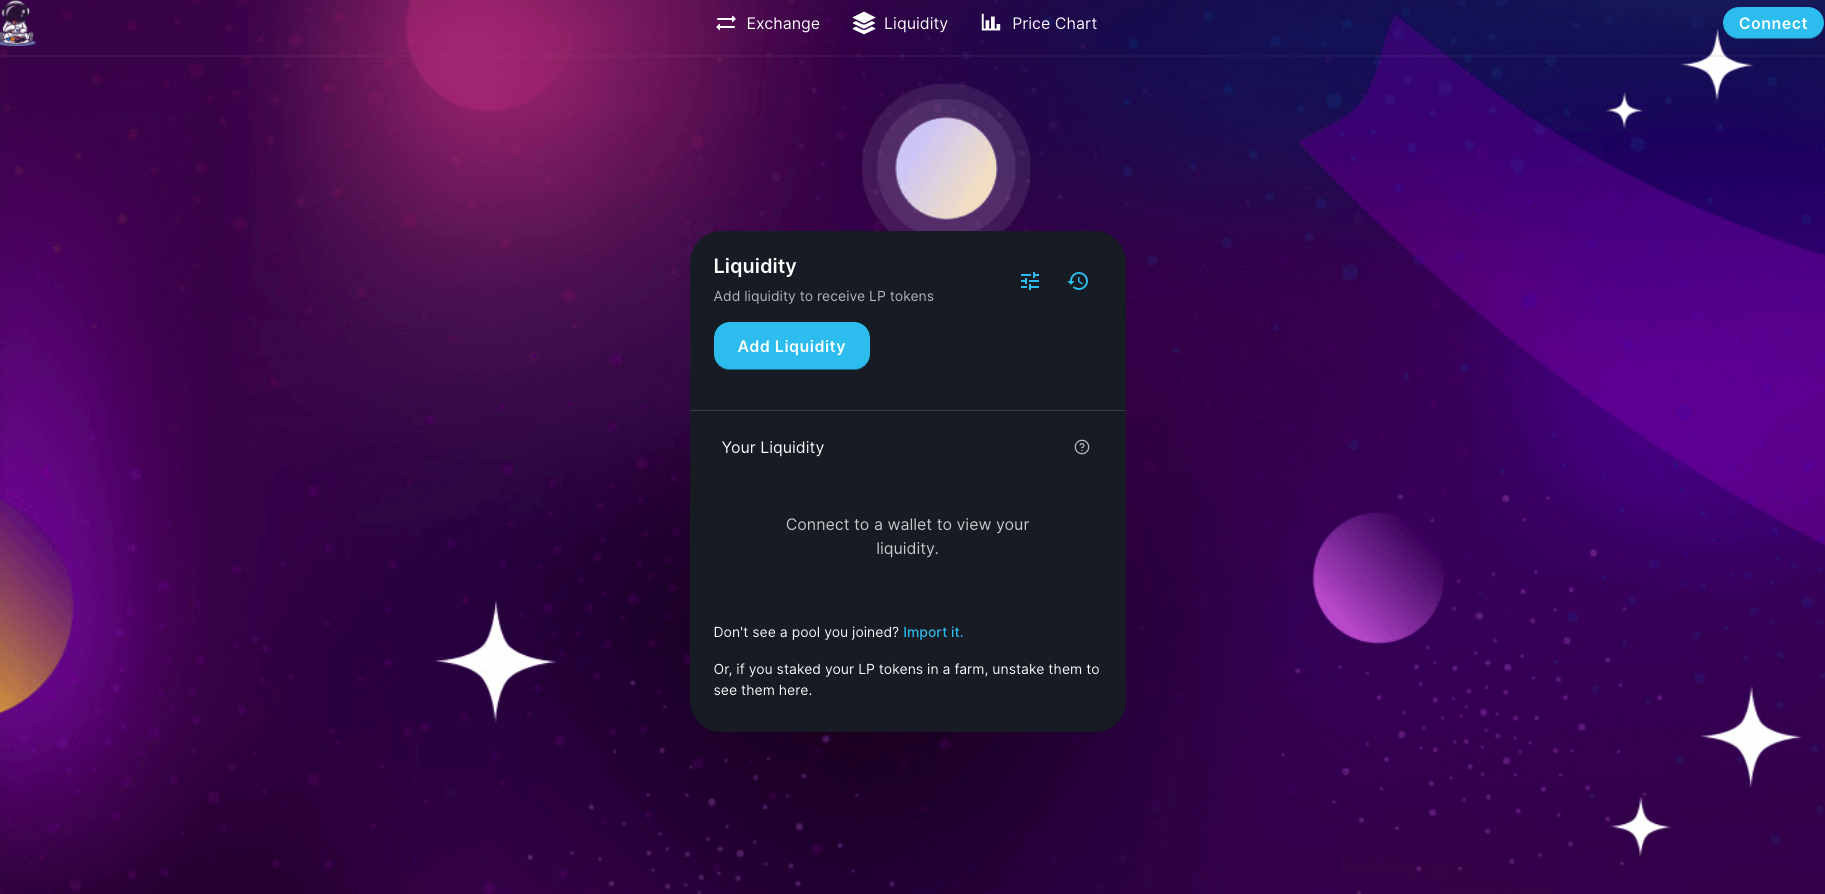 Exchange
Liquidity
Price Chart
Connect
Liquidity
Add liquidity to receive LP tokens
Add Liquidity
Your Liquidity
Connect to a wallet to view your
liquidity.
Don't see a pool you joined? Import it.
Or, if you staked your LP tokens in a farm, unstake them to
see them here.